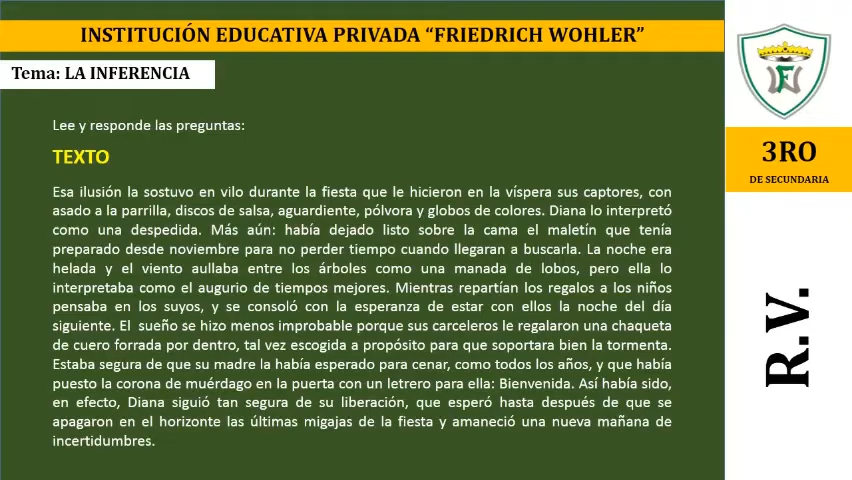 INSTITUCIÓN EDUCATIVA PRIVADA “FRIEDRICH WOHLER”
Tema: LA INFERENCIA
3RO
DE SECUNDARIA
R.V.
Lee y responde las preguntas:
TEXTO
Esa ilusión la sostuvo en vilo durante la fiesta que le hicieron en la víspera sus captores, con
asado a la parrilla, discos de salsa, aguardiente, pólvora y globos de colores. Diana lo interpretó
como una despedida. Más aún: había dejado listo sobre la cama el maletín que tenía
preparado desde noviembre para no perder tiempo cuando llegaran a buscarla. La noche era
helada y el viento aullaba entre los árboles como una manada de lobos, pero ella lo
interpretaba como el augurio de tiempos mejores. Mientras repartían los regalos a los niños
pensaba en los suyos, y se consoló con la esperanza de estar con ellos la noche del día
siguiente. El sueño se hizo menos improbable porque sus carceleros le regalaron una chaqueta
de cuero forrada por dentro, tal vez escogida a propósito para que soportara bien la tormenta.
Estaba segura de que su madre la había esperado para cenar, como todos los años, y que había
puesto la corona de muérdago en la puerta con un letrero para ella: Bienvenida. Así había sido,
en efecto, Diana siguió tan segura de su liberación, que esperó hasta después de que se
apagaron en el horizonte las últimas migajas de la fiesta y amaneció una nueva mañana de
incertidumbres.